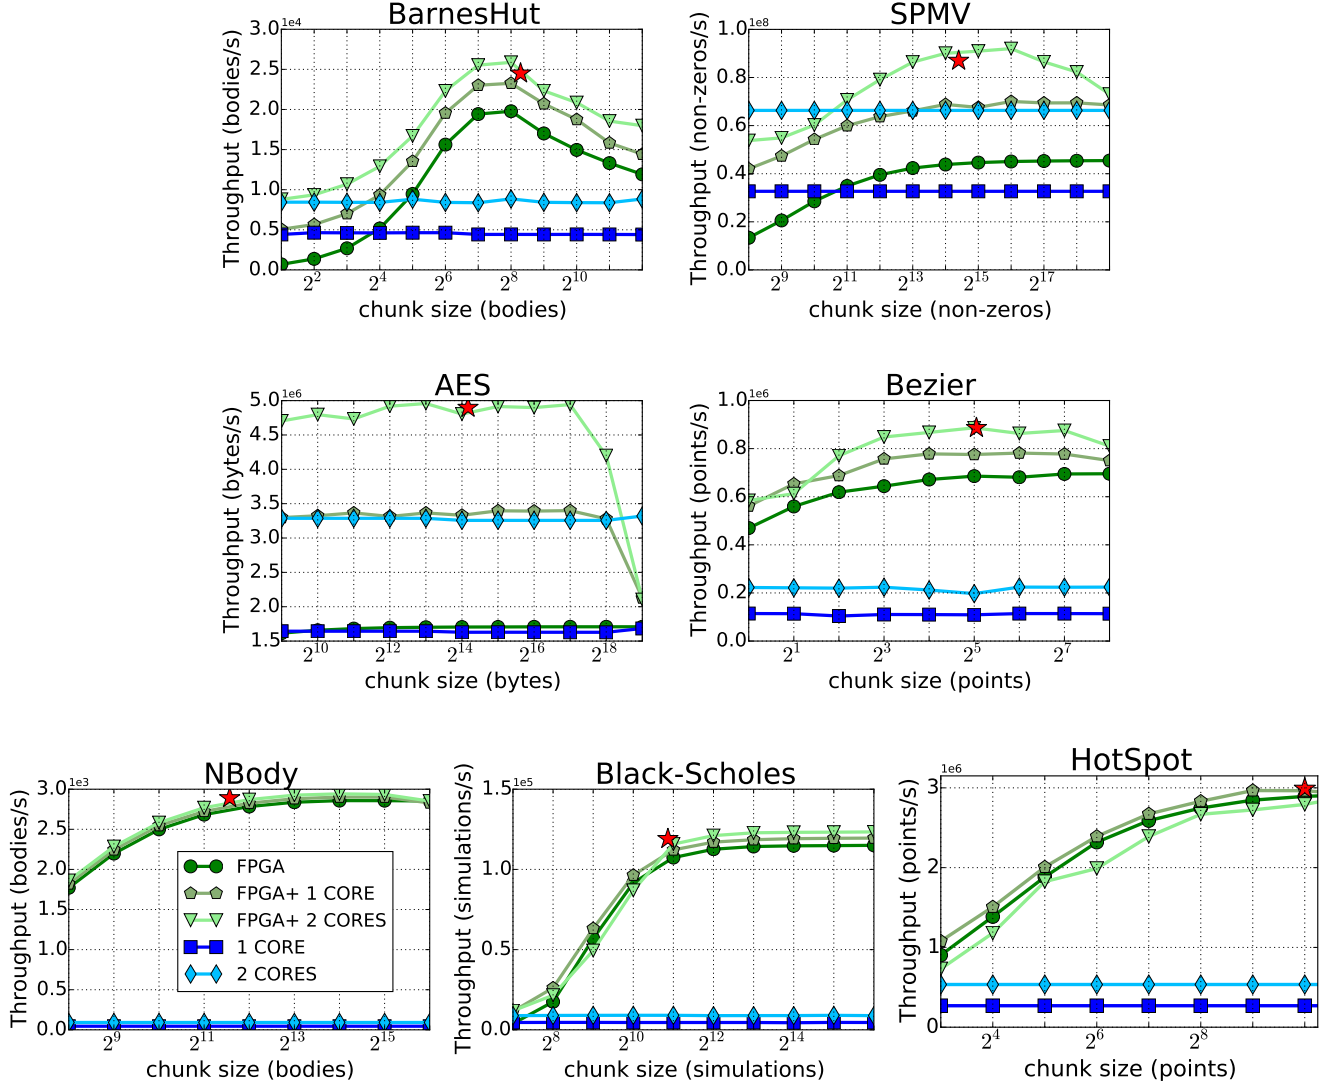 BarnesHut
1e4
Throughput (bodies/s)
3.0
2.5
2.0
1.5
1.0
0.5
0.0
2^2 2^4 2^6 2^8 2^10
chunk size (bodies)
SPMV
1e8
Throughput (non-zeros/s)
1.0
0.8
0.6
0.4
0.2
0.0
2^9 2^11 2^13 2^15 2^17
chunk size (non-zeros)
AES
1e6
Throughput (bytes/s)
5.0
4.5
4.0
3.5
3.0
2.5
2.0
1.5
2^10 2^12 2^14 2^16 2^18
chunk size (bytes)
Bezier
1e6
Throughput (points/s)
1.0
0.8
0.6
0.4
0.2
0.0
2^1 2^3 2^5 2^7
chunk size (points)
NBody
1e3
Throughput (bodies/s)
3.0
2.5
2.0
1.5
1.0
0.5
0.0
FPGA
FPGA+ 1 CORE
FPGA+ 2 CORES
1 CORE
2 CORES
2^9 2^11 2^11 2^13 2^15
chunk size (bodies)
Black-Scholes
1e5
Throughput (simulations/s)
1.5
1.0
0.5
0.0
2^8 2^10 2^12 2^14
chunk size (simulations)
HotSpot
1e6
Throughput (points/s)
3
2
1
0
2^4 2^6 2^8
chunk size (points)